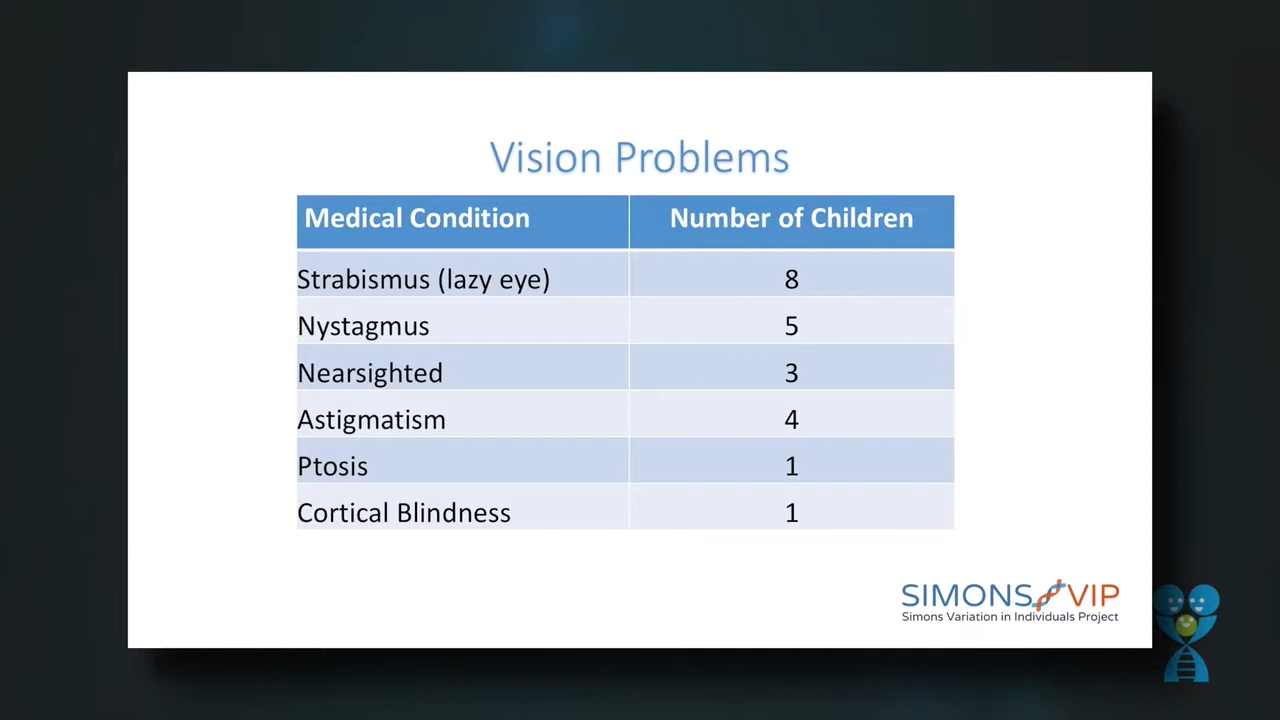 Vision Problems
Medical Condition Number of Children
Strabismus (lazy eye) 8
Nystagmus 5
Nearsighted 3
Astigmatism 4
Ptosis 1
Cortical Blindness 1
SIMONS VIP
Simons Variation in Individuals Project